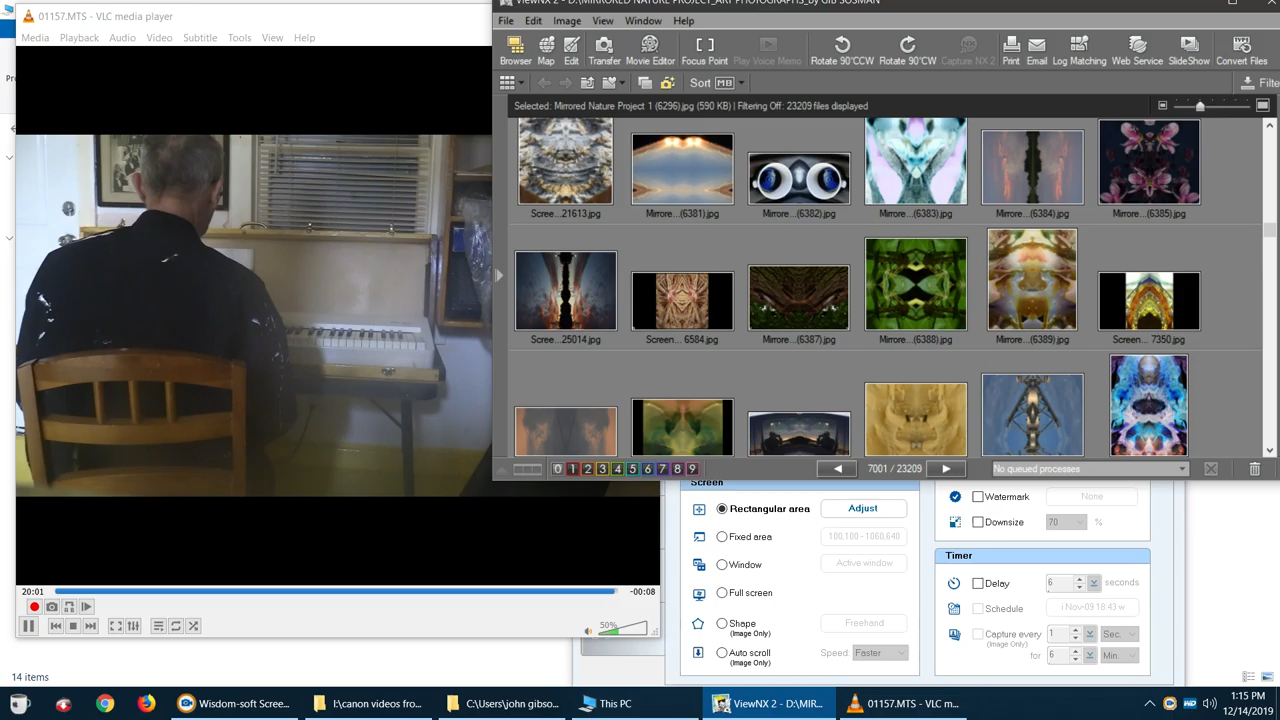 01157.MTS - VLC media player
Media Playback Audio Video Subtitle Tools View Help
20:01
-00:08
50%
14 items
ViewNX 2 - D:\MIRRORED NATURE PROJECT_ART PHOTOGRAPHS_by GIB SOSMAN
File Edit Image View Window Help
Browser Map Edit Transfer Movie Editor Focus Point Play Voice Memo Rotate 90°CCW Rotate 90°CW Capture NX 2 Print Email Log Matching Web Service SlideShow Convert Files
Sort
Filte
Selected: Mirrored Nature Project 1 (6296).jpg (590 KB) | Filtering Off: 23209 files displayed
Scree...21613.jpg Mirrore...(6381).jpg Mirrore...(6382).jpg Mirrore...(6383).jpg Mirrore...(6384).jpg Mirrore...(6385).jpg
Scree...25014.jpg Screen... 6584.jpg Mirrore...(6387).jpg Mirrore...(6388).jpg Mirrore...(6389).jpg Screen... 7350.jpg
0 1 2 3 4 5 6 7 8 9
7001 / 23209
No queued processes
Screen
Rectangular area Adjust
Fixed area 100,100 - 1060,640
Window Active window
Full screen
Shape Freehand
(Image Only)
Auto scroll Speed: Faster
(Image Only)
Watermark None
Downsize 70 %
Timer
Delay 6 seconds
Schedule i Nov-09 18:43 w
Capture every 1 Sec.
(Image Only)
for 6 Min.
Wisdom-soft Scree... I:\canon videos fro... C:\Users\john gibso... This PC ViewNX 2 - D:\MIR... 01157.MTS - VLC m...
1:15 PM
12/14/2019